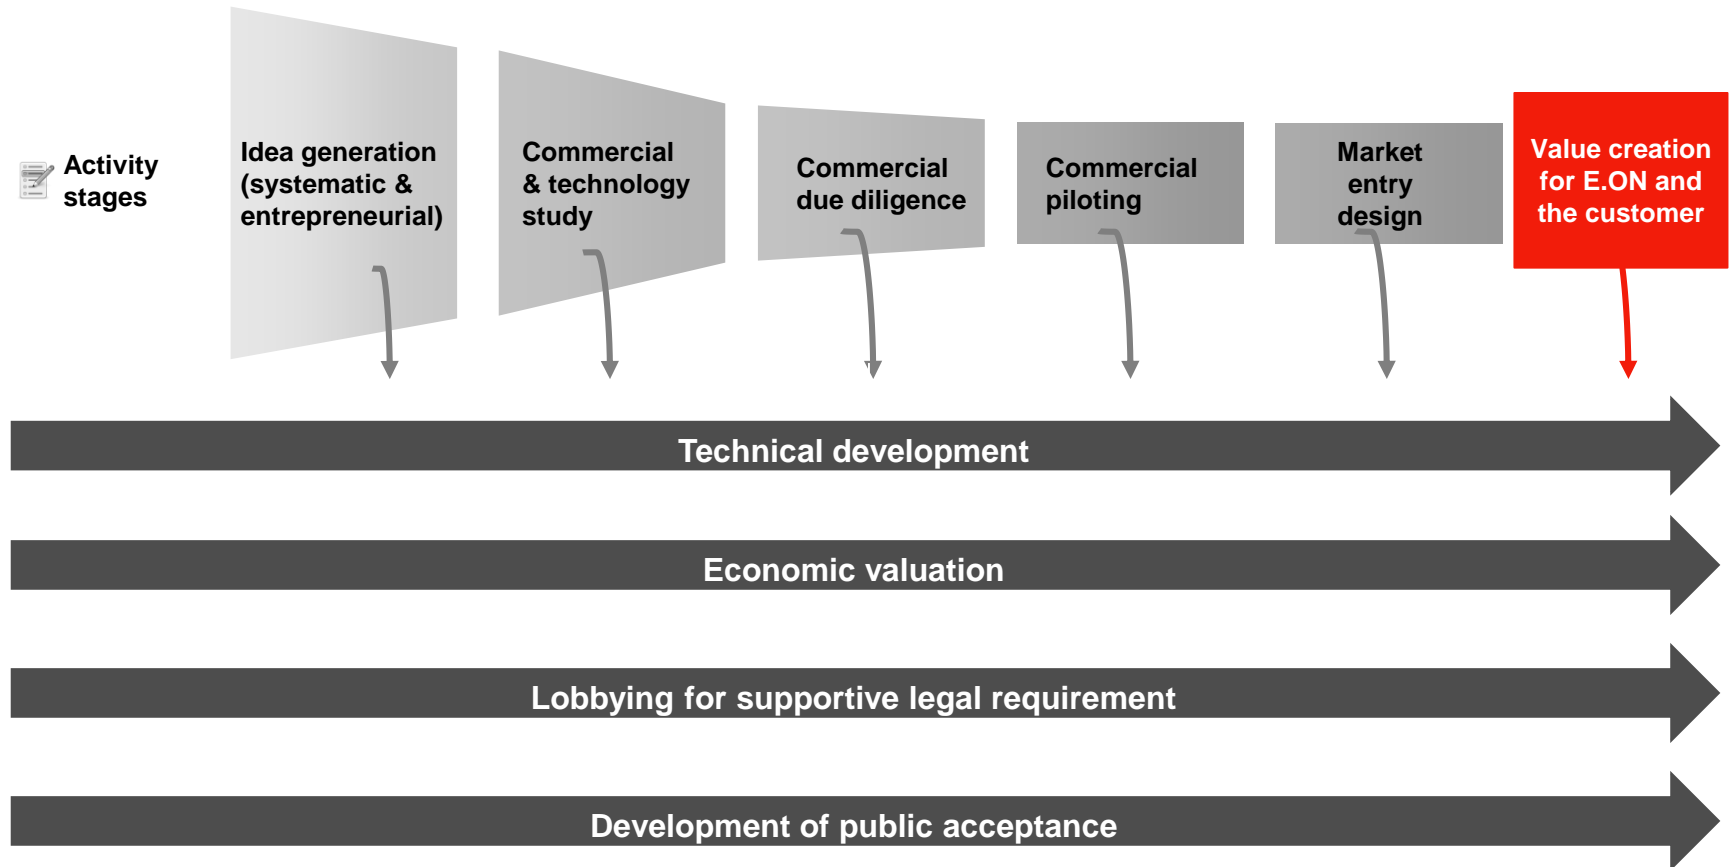 Activity
stages
Idea generation
(systematic &
entrepreneurial)
Commercial
& technology
study
Commercial
due diligence
Commercial
piloting
Market
entry
design
Value creation
for E.ON and
the customer
Technical development
Economic valuation
Lobbying for supportive legal requirement
Development of public acceptance